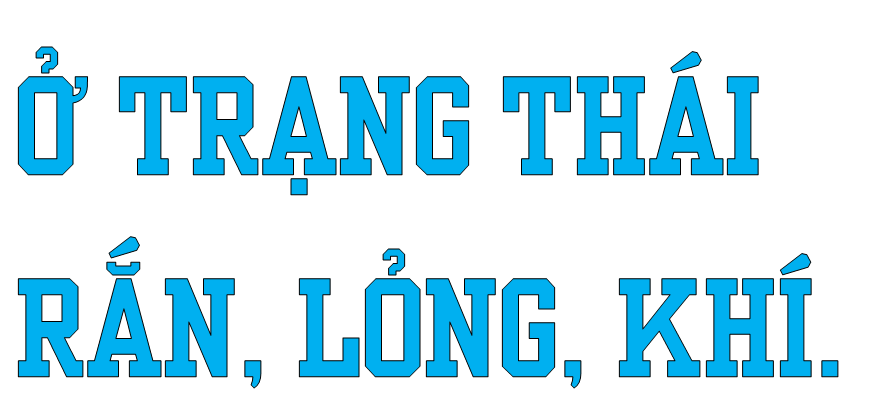 Ở TRẠNG THÁI
RẮN, LỎNG, KHÍ.